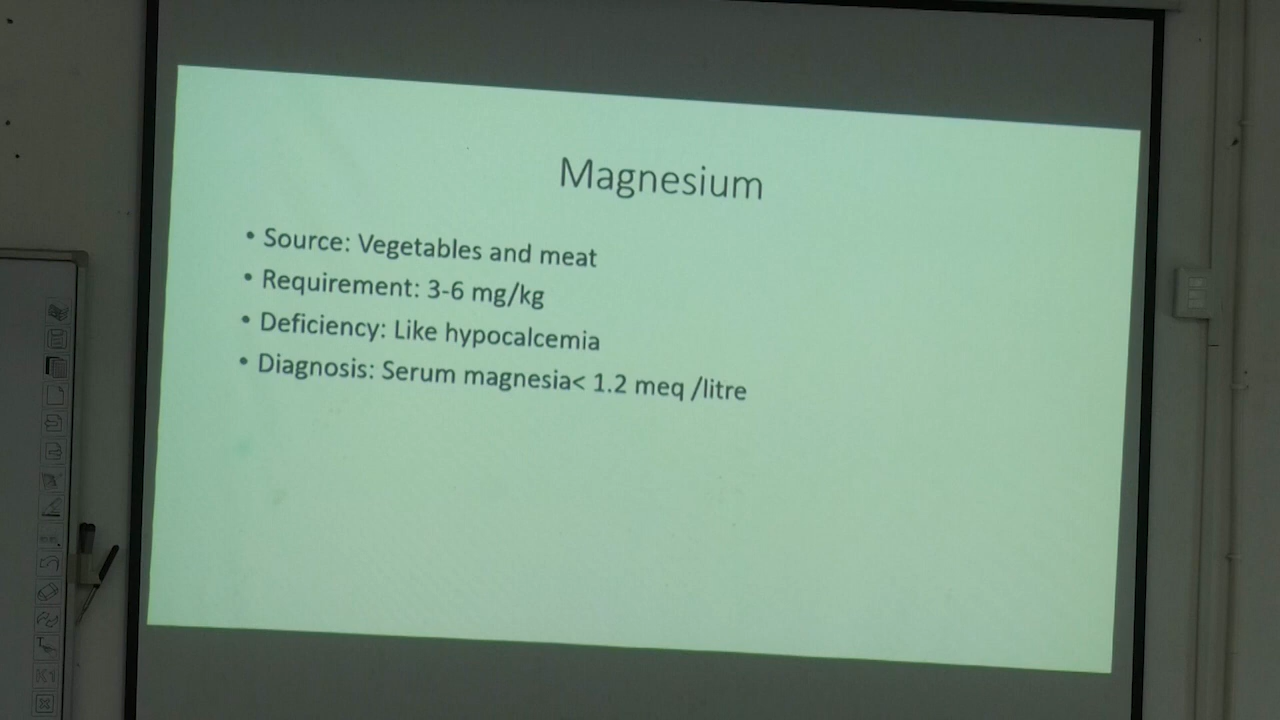 Magnesium
• Source: Vegetables and meat
• Requirement: 3-6 mg/kg
• Deficiency: Like hypocalcemia
• Diagnosis: Serum magnesia< 1.2 meq /litre